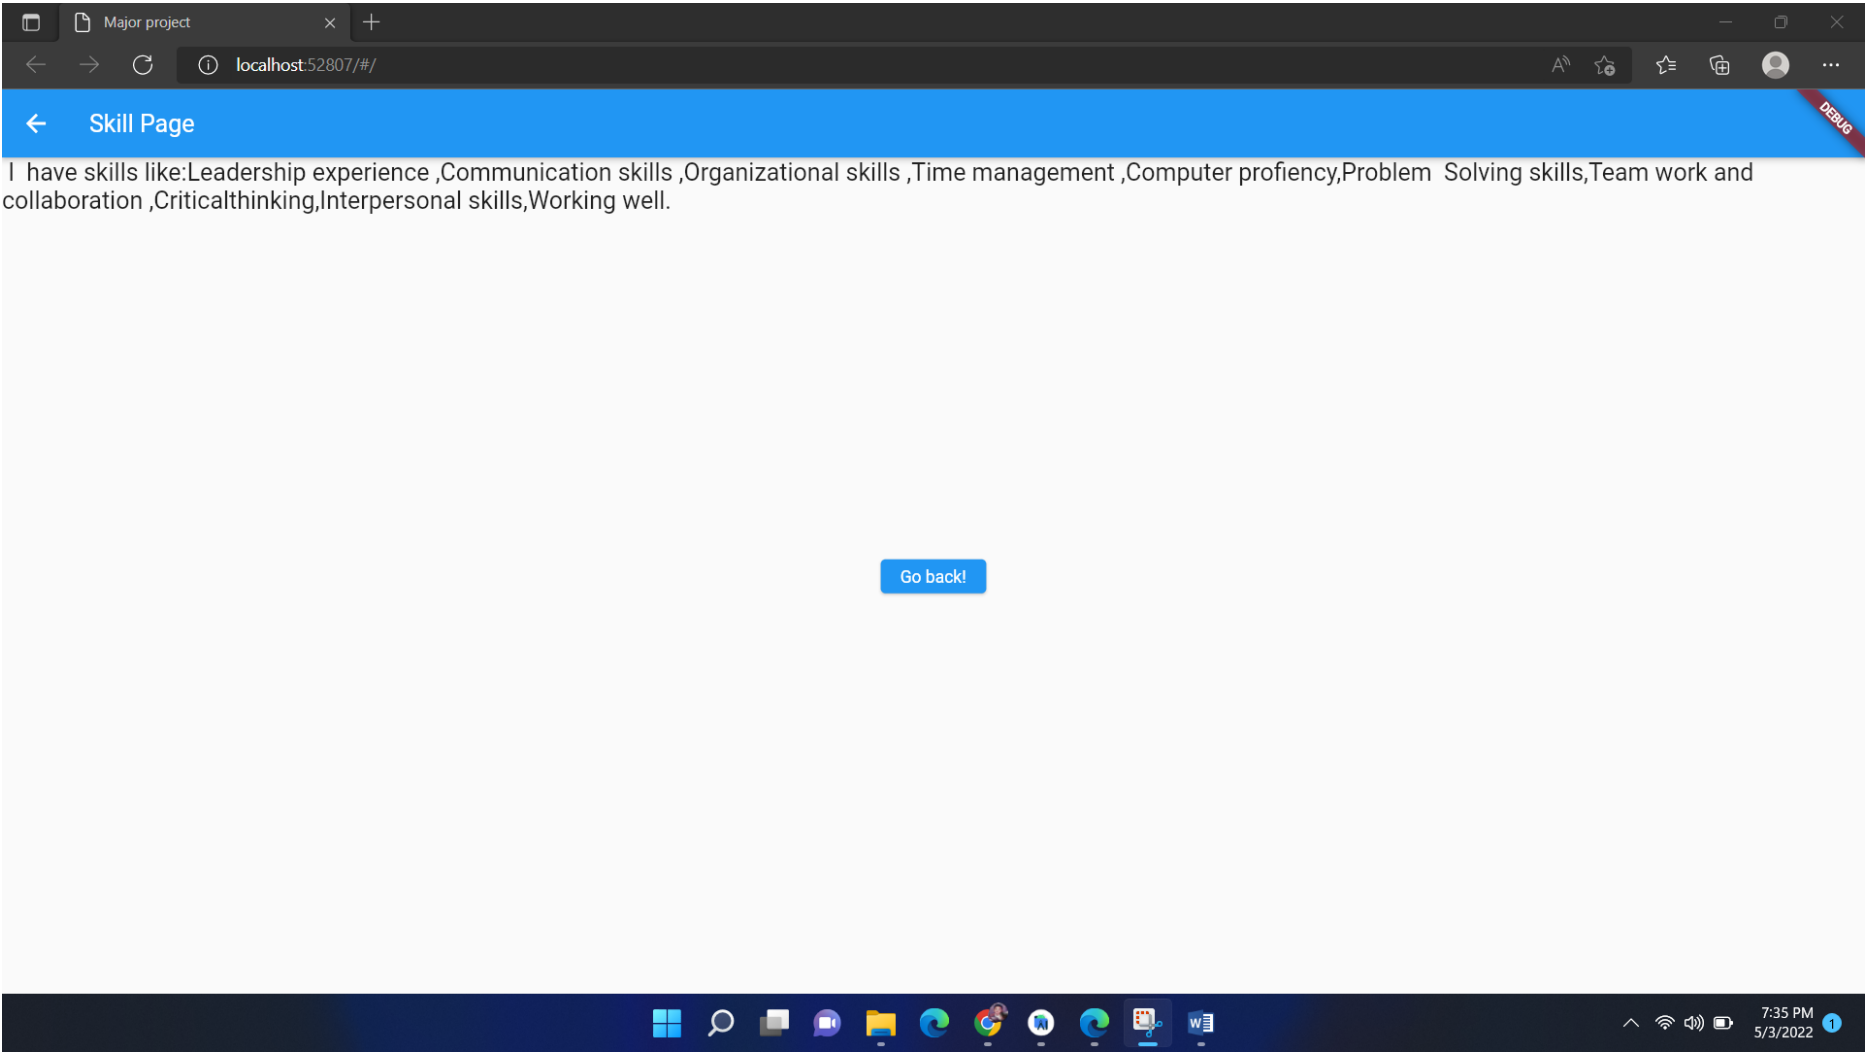 Major project
localhost:52807/#/
Skill Page
DEBUG
I  have skills like:Leadership experience ,Communication skills ,Organizational skills ,Time management ,Computer profiency,Problem  Solving skills,Team work and
collaboration ,Criticalthinking,Interpersonal skills,Working well.
Go back!
7:35 PM
5/3/2022
1